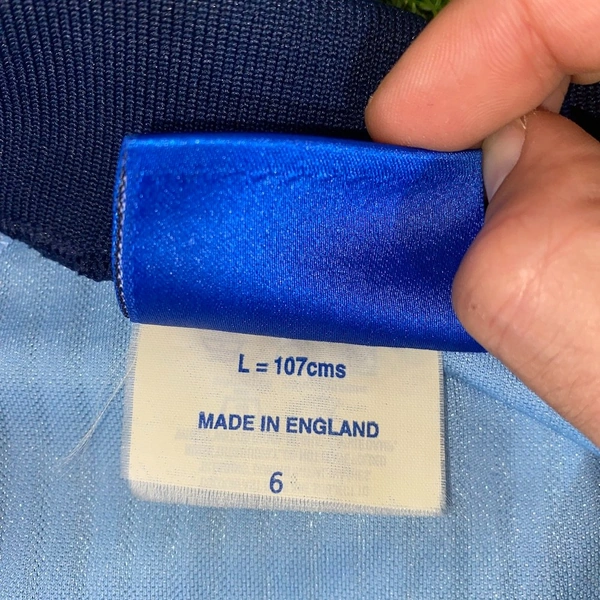 L = 107cms
MADE IN ENGLAND
6